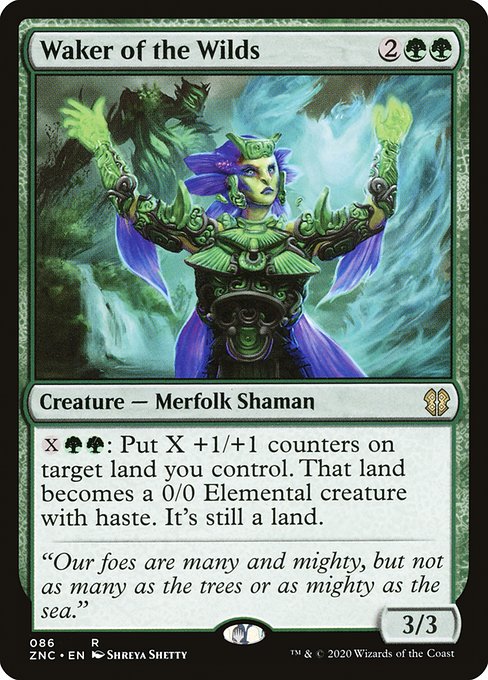 Waker of the Wilds 2
Creature — Merfolk Shaman
X : Put X +1/+1 counters on
target land you control. That land
becomes a 0/0 Elemental creature
with haste. It's still a land.
“Our foes are many and mighty, but not
as many as the trees or as mighty as the
sea.”
3/3
086 R
ZNC • EN Shreya Shetty
™ & © 2020 Wizards of the Coast